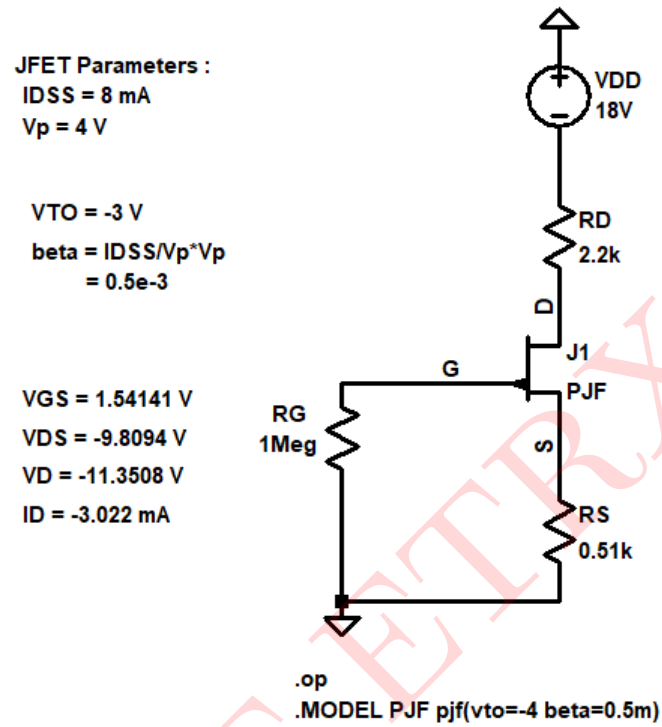 JFET Parameters :
IDSS = 8 mA
Vp = 4 V
VTO = -3 V
beta = IDSS/Vp*Vp
= 0.5e-3
VGS = 1.54141 V
VDS = -9.8094 V
VD = -11.3508 V
ID = -3.022 mA
VDD
18V
RD
2.2k
D
J1
PJF
G
S
RG
1Meg
RS
0.51k
.op
.MODEL PJF pjf(vto=-4 beta=0.5m)
ETRX